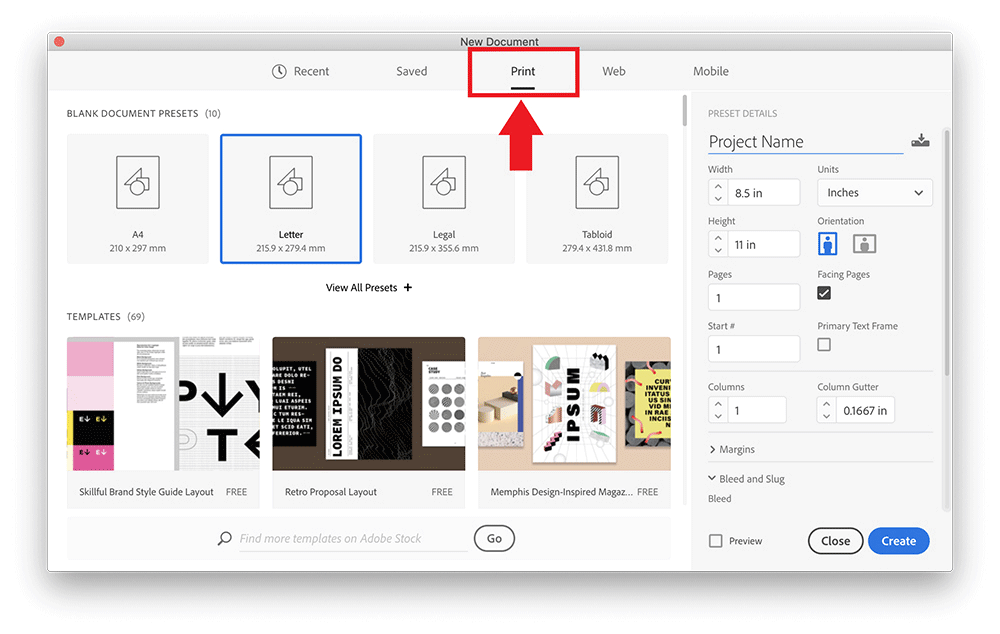 New Document
Recent
Saved
Print
Web
Mobile
BLANK DOCUMENT PRESETS (10)
A4
210 x 297 mm
Letter
215.9 x 279.4 mm
Legal
215.9 x 355.6 mm
Tabloid
279.4 x 431.8 mm
View All Presets +
TEMPLATES (69)
LOREM IPSUM DO
CASE STUDY
IPSUM
Skillful Brand Style Guide Layout FREE
Retro Proposal Layout FREE
Memphis Design-Inspired Magaz... FREE
Find more templates on Adobe Stock
Go
PRESET DETAILS
Project Name
Width
8.5 in
Units
Inches
Height
11 in
Orientation
Pages
1
Facing Pages
Start #
1
Primary Text Frame
Columns
1
Column Gutter
0.1667 in
Margins
Bleed and Slug
Bleed
Preview
Close
Create